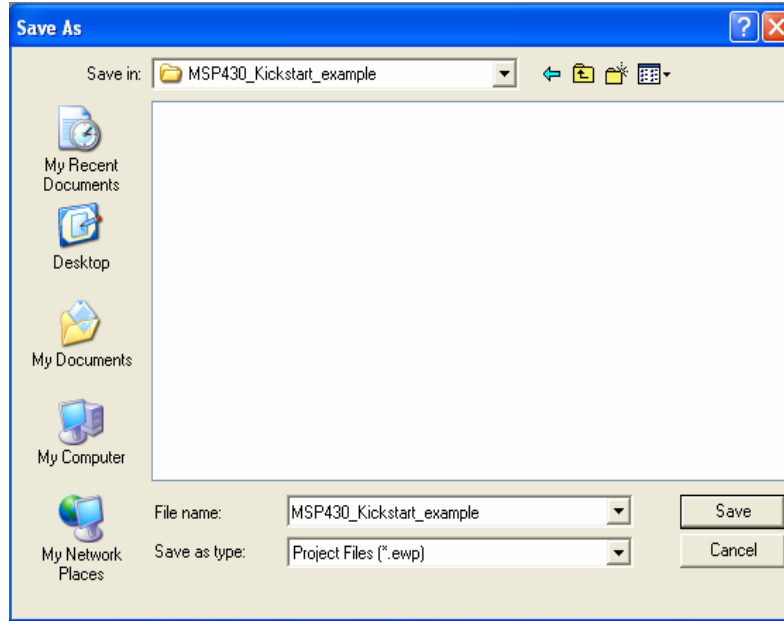 Save As
Save in:
MSP430_Kickstart_example
My Recent
Documents
Desktop
My Documents
My Computer
My Network
Places
File name:
MSP430_Kickstart_example
Save
Save as type:
Project Files (*.ewp)
Cancel